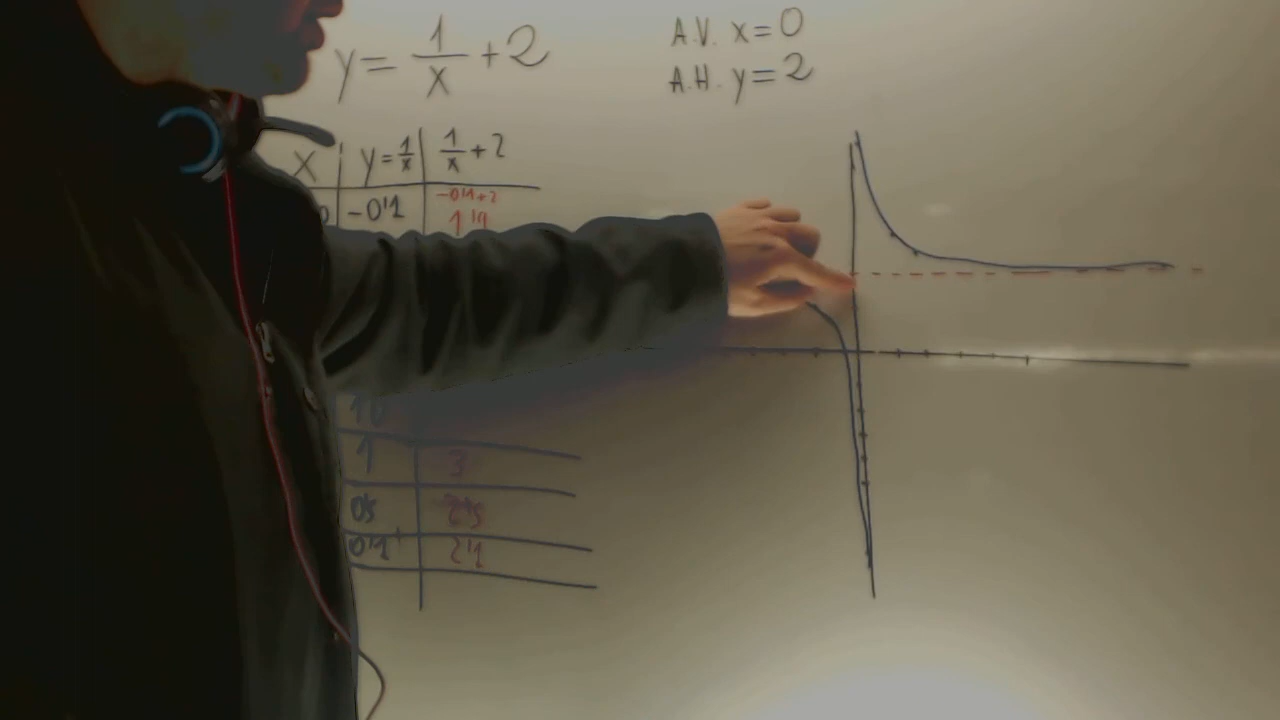 y = 1/x + 2
A.V. x = 0
A.H. y = 2
x | y = 1/x | 1/x + 2
-0'1 | -0'1+2
1'9
10
1 | 3
0'5 | 2'5
0'1 | 2'1